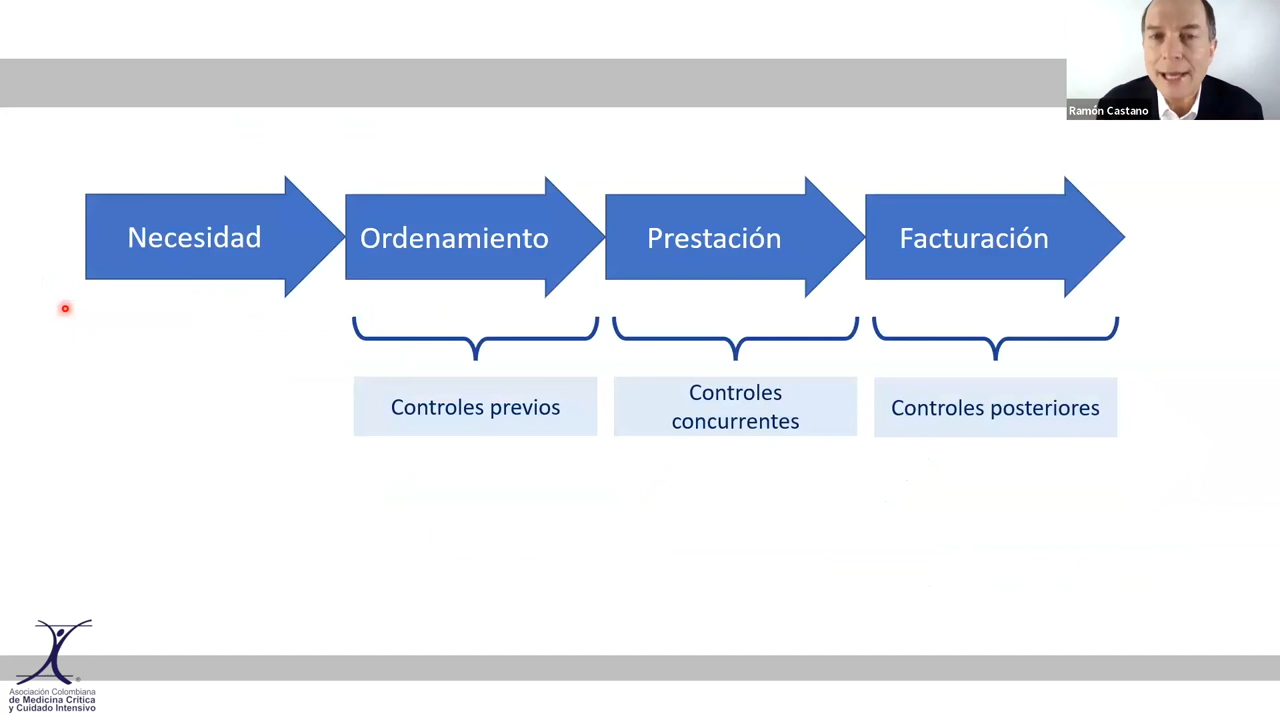 Ramón Castano
Necesidad
Ordenamiento
Prestación
Facturación
Controles previos
Controles
concurrentes
Controles posteriores
Asociación Colombiana
de Medicina Crítica
y Cuidado Intensivo